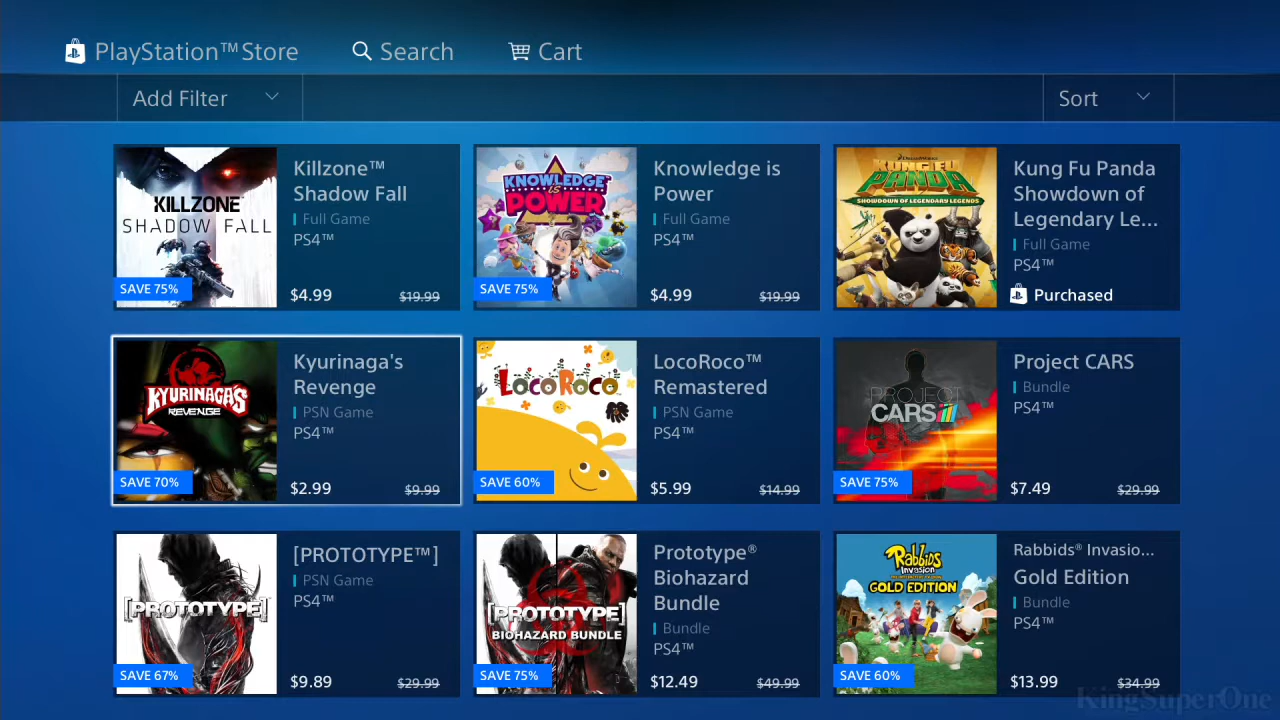 PlayStation™Store
Search
Cart
Add Filter
Sort
KILLZONE
SHADOW FALL
SAVE 75%
Killzone™
Shadow Fall
Full Game
PS4™
$4.99
$19.99
KNOWLEDGE
IS
POWER
SAVE 75%
Knowledge is
Power
Full Game
PS4™
$4.99
$19.99
KUNG FU
PANDA
SHOWDOWN OF LEGENDARY LEGENDS
Kung Fu Panda
Showdown of
Legendary Le...
Full Game
PS4™
Purchased
KYURINAGA'S
REVENGE
SAVE 70%
Kyurinaga's
Revenge
PSN Game
PS4™
$2.99
$9.99
LOCOROCO
SAVE 60%
LocoRoco™
Remastered
PSN Game
PS4™
$5.99
$14.99
PROJECT
CARS
SAVE 75%
Project CARS
Bundle
PS4™
$7.49
$29.99
[PROTOTYPE]
SAVE 67%
[PROTOTYPE™]
PSN Game
PS4™
$9.89
$29.99
[PROTOTYPE]
BIOHAZARD BUNDLE
SAVE 75%
Prototype®
Biohazard
Bundle
Bundle
PS4™
$12.49
$49.99
Rabbids
Invasion
GOLD EDITION
SAVE 60%
Rabbids® Invasio...
Gold Edition
Bundle
PS4™
$13.99
$34.99
KingSuperOne